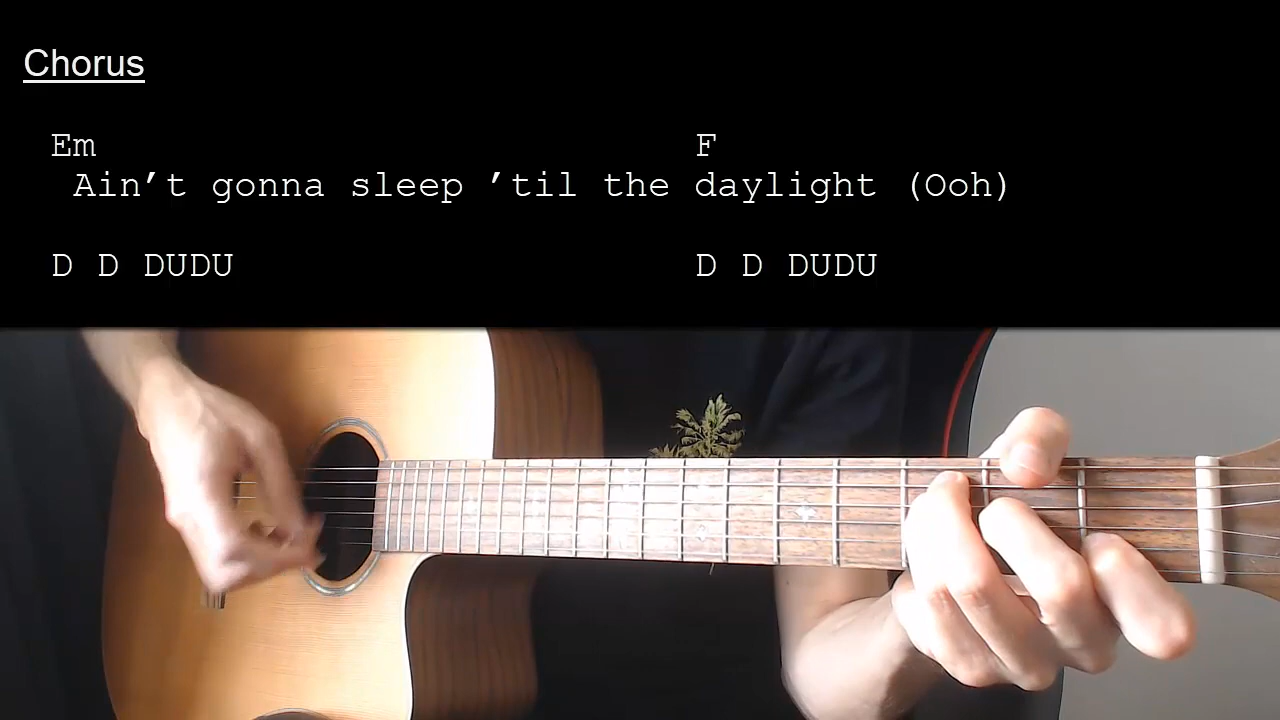 Chorus
Em F
Ain’t gonna sleep ’til the daylight (Ooh)
D D DUDU D D DUDU